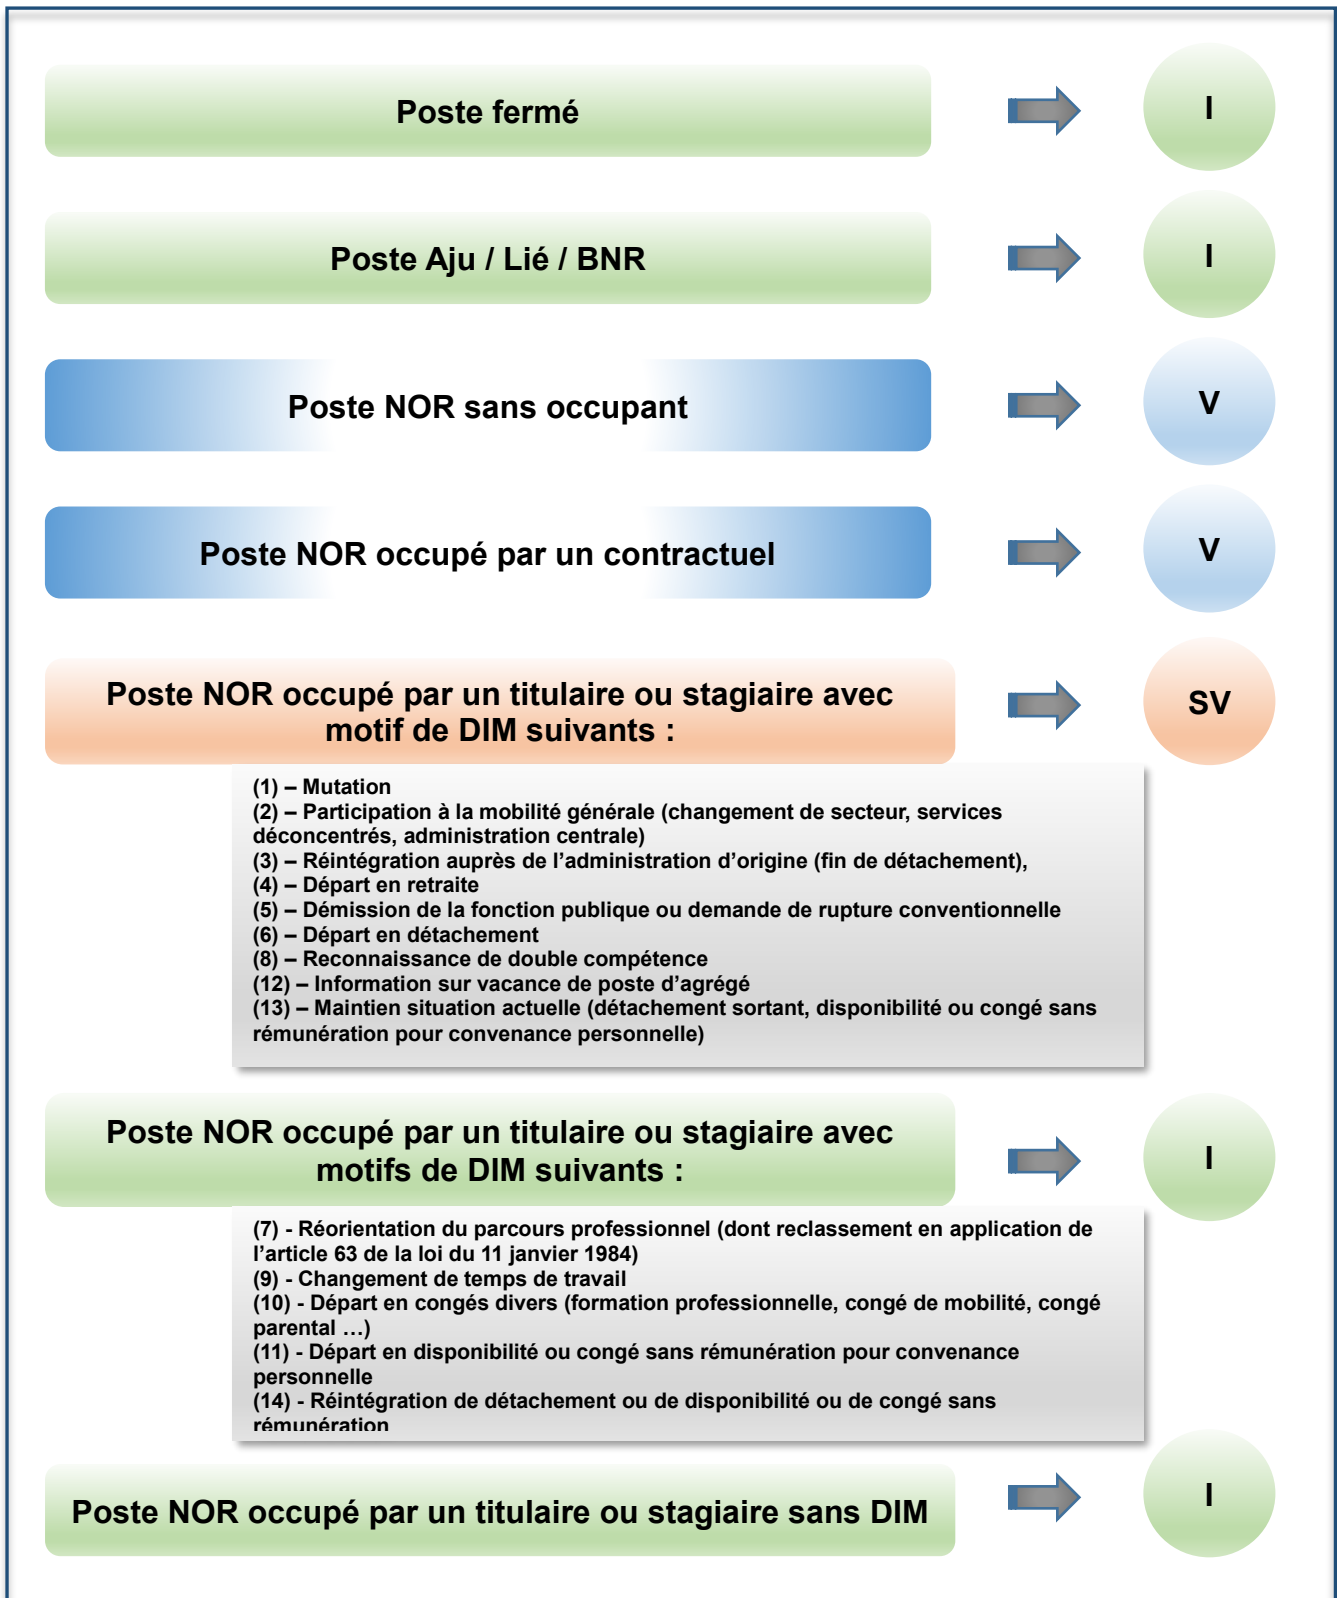 Poste fermé
I
Poste Aju / Lié / BNR
I
Poste NOR sans occupant
V
Poste NOR occupé par un contractuel
V
Poste NOR occupé par un titulaire ou stagiaire avec
motif de DIM suivants :
SV
(1) – Mutation
(2) – Participation à la mobilité générale (changement de secteur, services
déconcentrés, administration centrale)
(3) – Réintégration auprès de l’administration d’origine (fin de détachement),
(4) – Départ en retraite
(5) – Démission de la fonction publique ou demande de rupture conventionnelle
(6) – Départ en détachement
(8) – Reconnaissance de double compétence
(12) – Information sur vacance de poste d’agrégé
(13) – Maintien situation actuelle (détachement sortant, disponibilité ou congé sans
rémunération pour convenance personnelle)
Poste NOR occupé par un titulaire ou stagiaire avec
motifs de DIM suivants :
I
(7) - Réorientation du parcours professionnel (dont reclassement en application de
l’article 63 de la loi du 11 janvier 1984)
(9) - Changement de temps de travail
(10) - Départ en congés divers (formation professionnelle, congé de mobilité, congé
parental …)
(11) - Départ en disponibilité ou congé sans rémunération pour convenance
personnelle
(14) - Réintégration de détachement ou de disponibilité ou de congé sans
rémunération
Poste NOR occupé par un titulaire ou stagiaire sans DIM
I